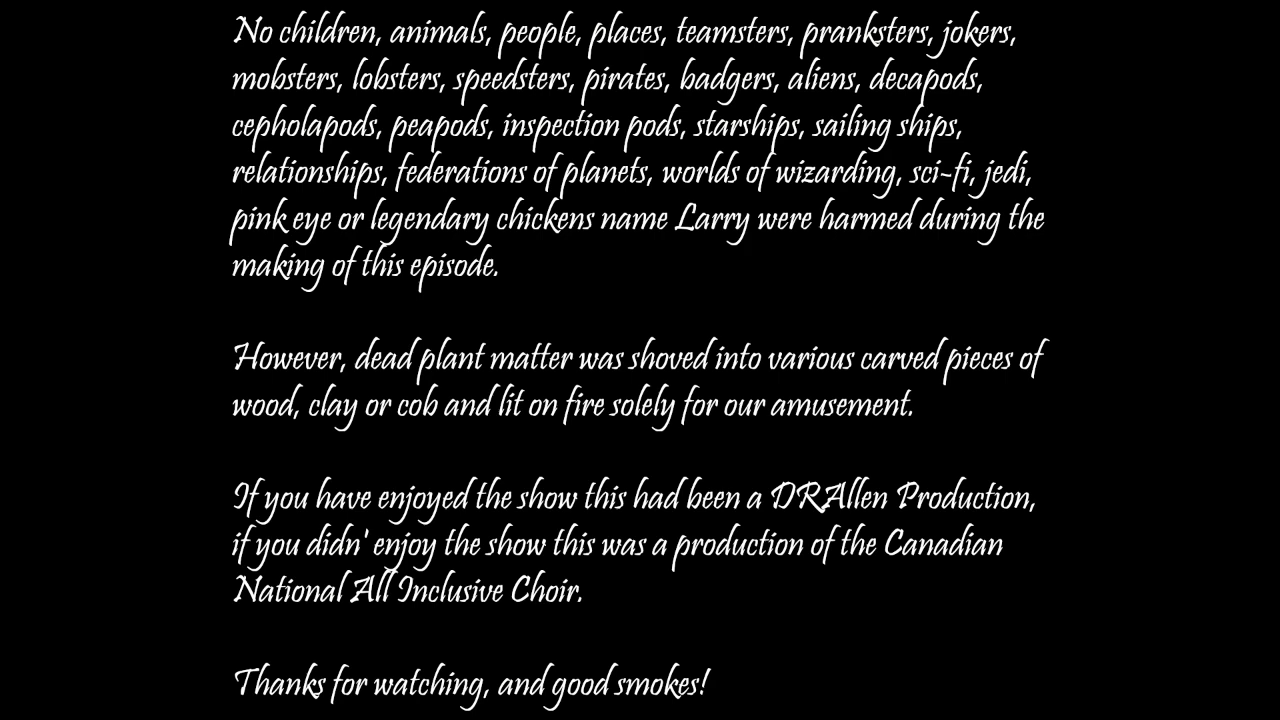 No children, animals, people, places, teamsters, pranksters, jokers,
mobsters, lobsters, speedsters, pirates, badgers, aliens, decapods,
cepholapods, peapods, inspection pods, starships, sailing ships,
relationships, federations of planets, worlds of wizarding, sci-fi, jedi,
pink eye or legendary chickens name Larry were harmed during the
making of this episode.
However, dead plant matter was shoved into various carved pieces of
wood, clay or cob and lit on fire solely for our amusement.
If you have enjoyed the show this had been a DRAllen Production,
if you didn' enjoy the show this was a production of the Canadian
National All Inclusive Choir.
Thanks for watching, and good smokes!